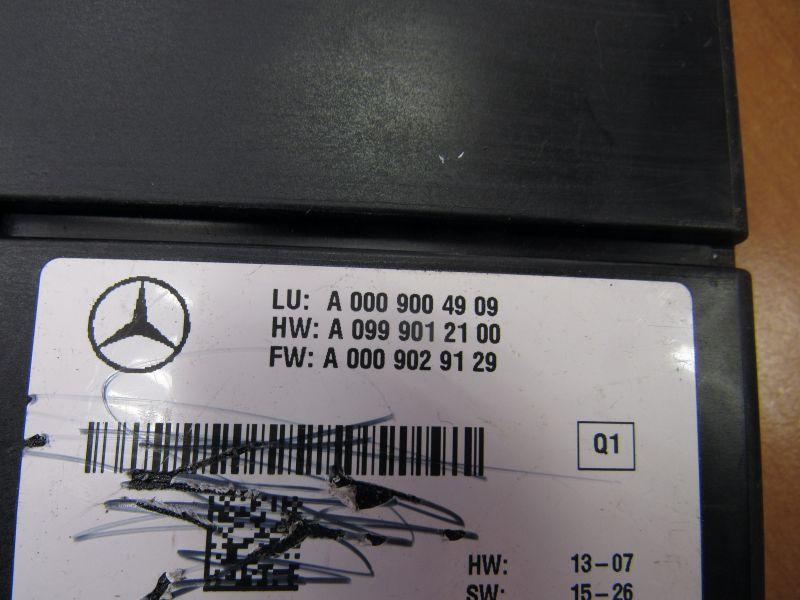 LU: A 000 900 49 09
HW: A 099 901 21 00
FW: A 000 902 91 29
Q1
HW: 13-07
SW: 15-26